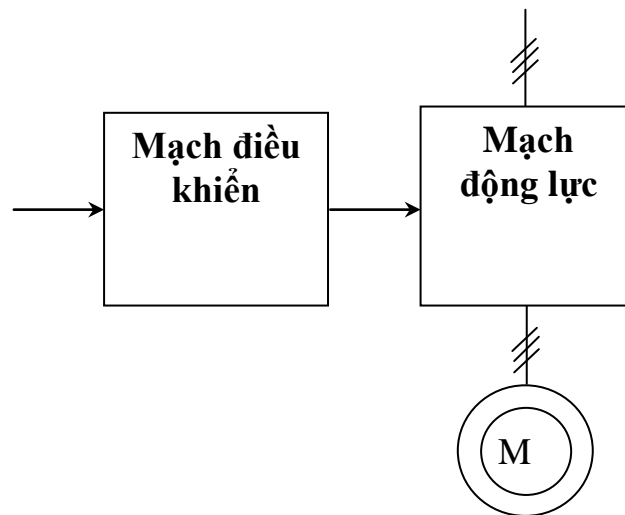 Mạch điều
khiển
Mạch
động lực
M